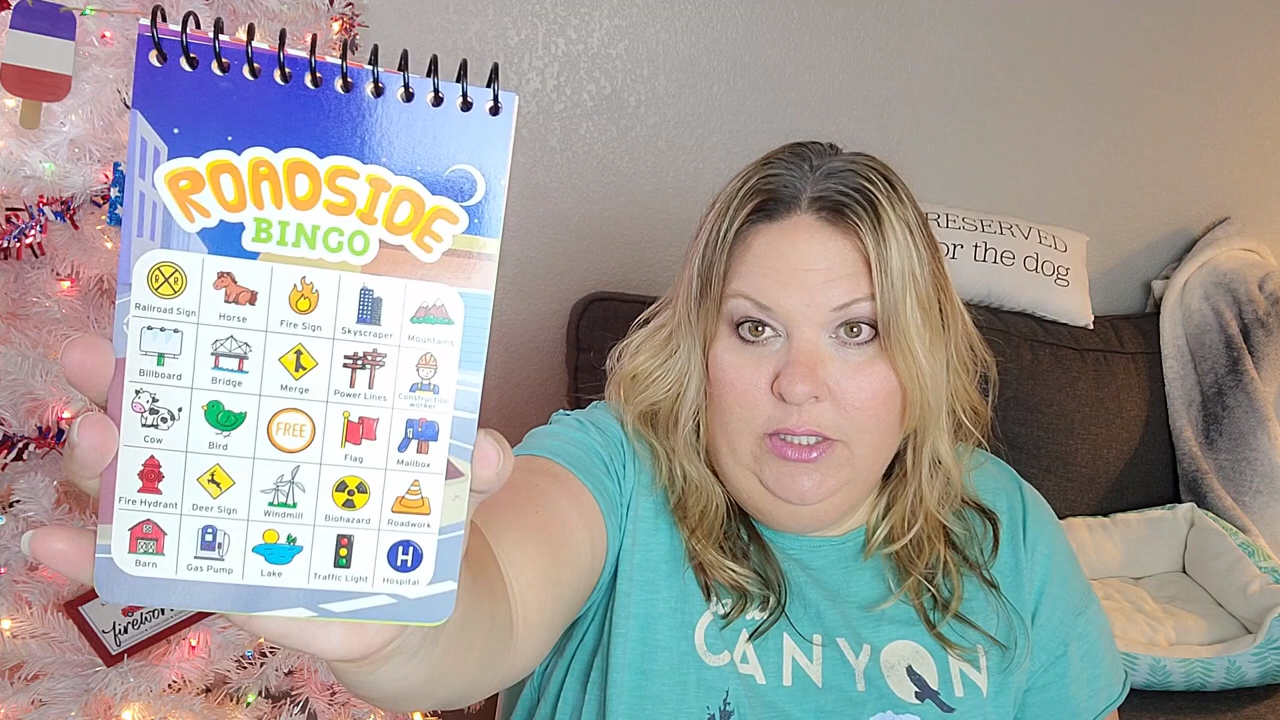 ROADSIDE
BINGO
R R
Railroad Sign
Horse
Fire Sign
Skyscraper
Mountains
Billboard
Bridge
Merge
Power Lines
Construction
worker
Cow
Bird
FREE
Flag
Mailbox
Fire Hydrant
Deer Sign
Windmill
Biohazard
Roadwork
Barn
Gas Pump
Lake
Traffic Light
H
Hospital
RESERVED
for the dog
CANYON
firework